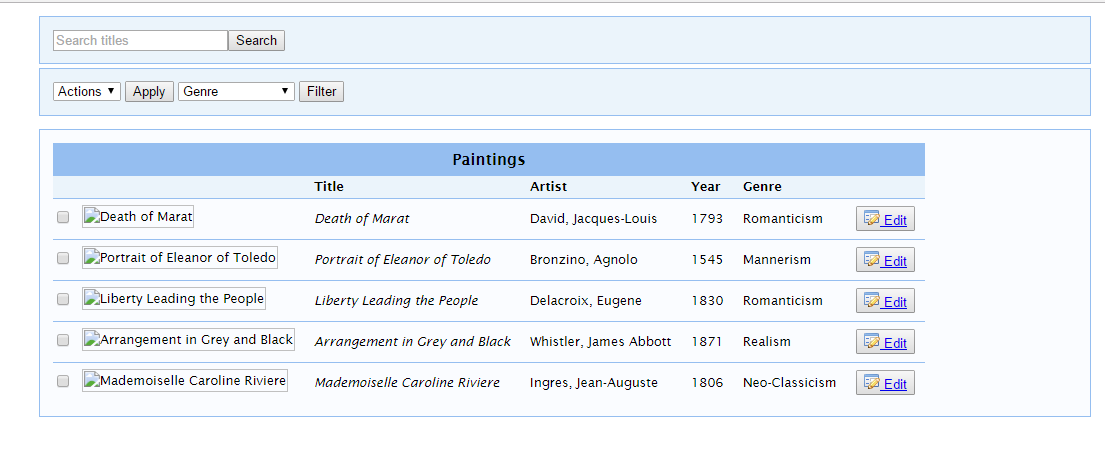 Search titles Search
Actions Apply Genre Filter
Paintings
Title Artist Year Genre
Death of Marat Death of Marat David, Jacques-Louis 1793 Romanticism Edit
Portrait of Eleanor of Toledo Portrait of Eleanor of Toledo Bronzino, Agnolo 1545 Mannerism Edit
Liberty Leading the People Liberty Leading the People Delacroix, Eugene 1830 Romanticism Edit
Arrangement in Grey and Black Arrangement in Grey and Black Whistler, James Abbott 1871 Realism Edit
Mademoiselle Caroline Riviere Mademoiselle Caroline Riviere Ingres, Jean-Auguste 1806 Neo-Classicism Edit